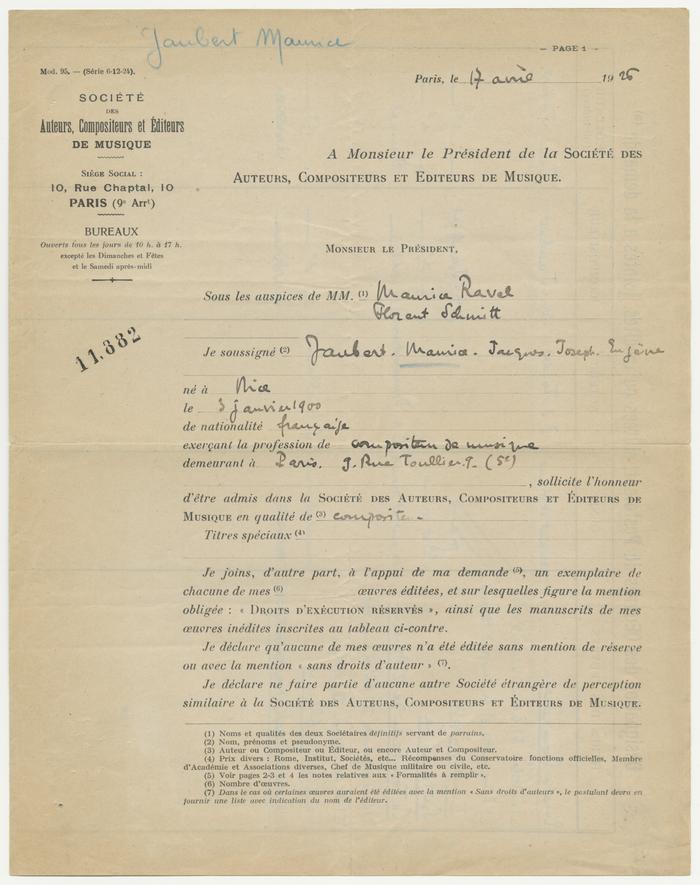 Jaubert Maurice
— PAGE 1 —
Mod. 95. — (Série 6-12-24).
Paris, le 17 avril 1926
SOCIÉTÉ
DES
Auteurs, Compositeurs et Éditeurs
DE MUSIQUE
SIÈGE SOCIAL :
10, Rue Chaptal, 10
PARIS (9e Arrt)
BUREAUX
Ouverts tous les jours de 10 h. à 17 h.
excepté les Dimanches et Fêtes
et le Samedi après-midi
11.882
A Monsieur le Président de la SOCIÉTÉ DES
AUTEURS, COMPOSITEURS ET EDITEURS DE MUSIQUE.
MONSIEUR LE PRÉSIDENT,
Sous les auspices de MM. (1) Maurice Ravel
Florent Schmitt
Je soussigné (2) Jaubert. Maurice. Jacques. Joseph. Eugène
né à Nice
le 3 janvier 1900
de nationalité française
exerçant la profession de compositeur de musique
demeurant à Paris. 9. Rue Toullier. 9. (5e)
, sollicite l'honneur
d'être admis dans la SOCIÉTÉ DES AUTEURS, COMPOSITEURS ET ÉDITEURS DE
MUSIQUE en qualité de (3) compositeur
Titres spéciaux (4)
Je joins, d'autre part, à l'appui de ma demande (5), un exemplaire de
chacune de mes (6) œuvres éditées, et sur lesquelles figure la mention
obligée : « DROITS D'EXÉCUTION RÉSERVÉS », ainsi que les manuscrits de mes
œuvres inédites inscrites au tableau ci-contre.
Je déclare qu'aucune de mes œuvres n'a été éditée sans mention de réserve
ou avec la mention « sans droits d'auteur » (7).
Je déclare ne faire partie d'aucune autre Société étrangère de perception
similaire à la SOCIÉTÉ DES AUTEURS, COMPOSITEURS ET ÉDITEURS DE MUSIQUE.
(1) Noms et qualités des deux Sociétaires définitifs servant de parrains.
(2) Nom, prénoms et pseudonyme.
(3) Auteur ou Compositeur ou Éditeur, ou encore Auteur et Compositeur.
(4) Prix divers : Rome, Institut, Sociétés, etc... Récompenses du Conservatoire fonctions officielles, Membre
d'Académie et Associations diverses, Chef de Musique militaire ou civile, etc.
(5) Voir pages 2-3 et 4 les notes relatives aux « Formalités à remplir ».
(6) Nombre d'œuvres.
(7) Dans le cas où certaines œuvres auraient été éditées avec la mention « Sans droits d'auteurs », le postulant devra en
fournir une liste avec indication du nom de l'éditeur.